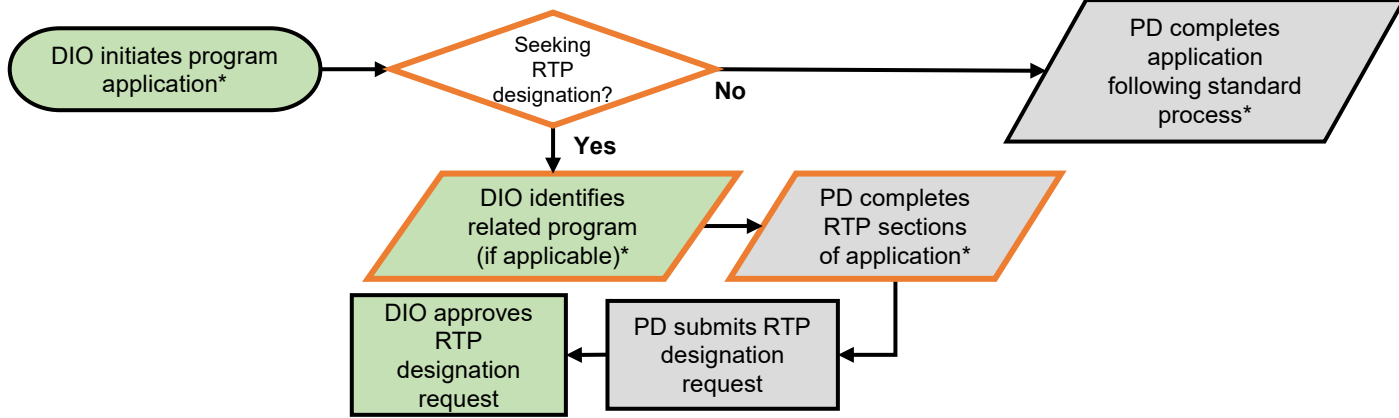 DIO initiates program
application*
Seeking
RTP
designation?
No
PD completes
application
following standard
process*
Yes
DIO identifies
related program
(if applicable)*
PD completes
RTP sections
of application*
DIO approves
RTP
designation
request
PD submits RTP
designation
request